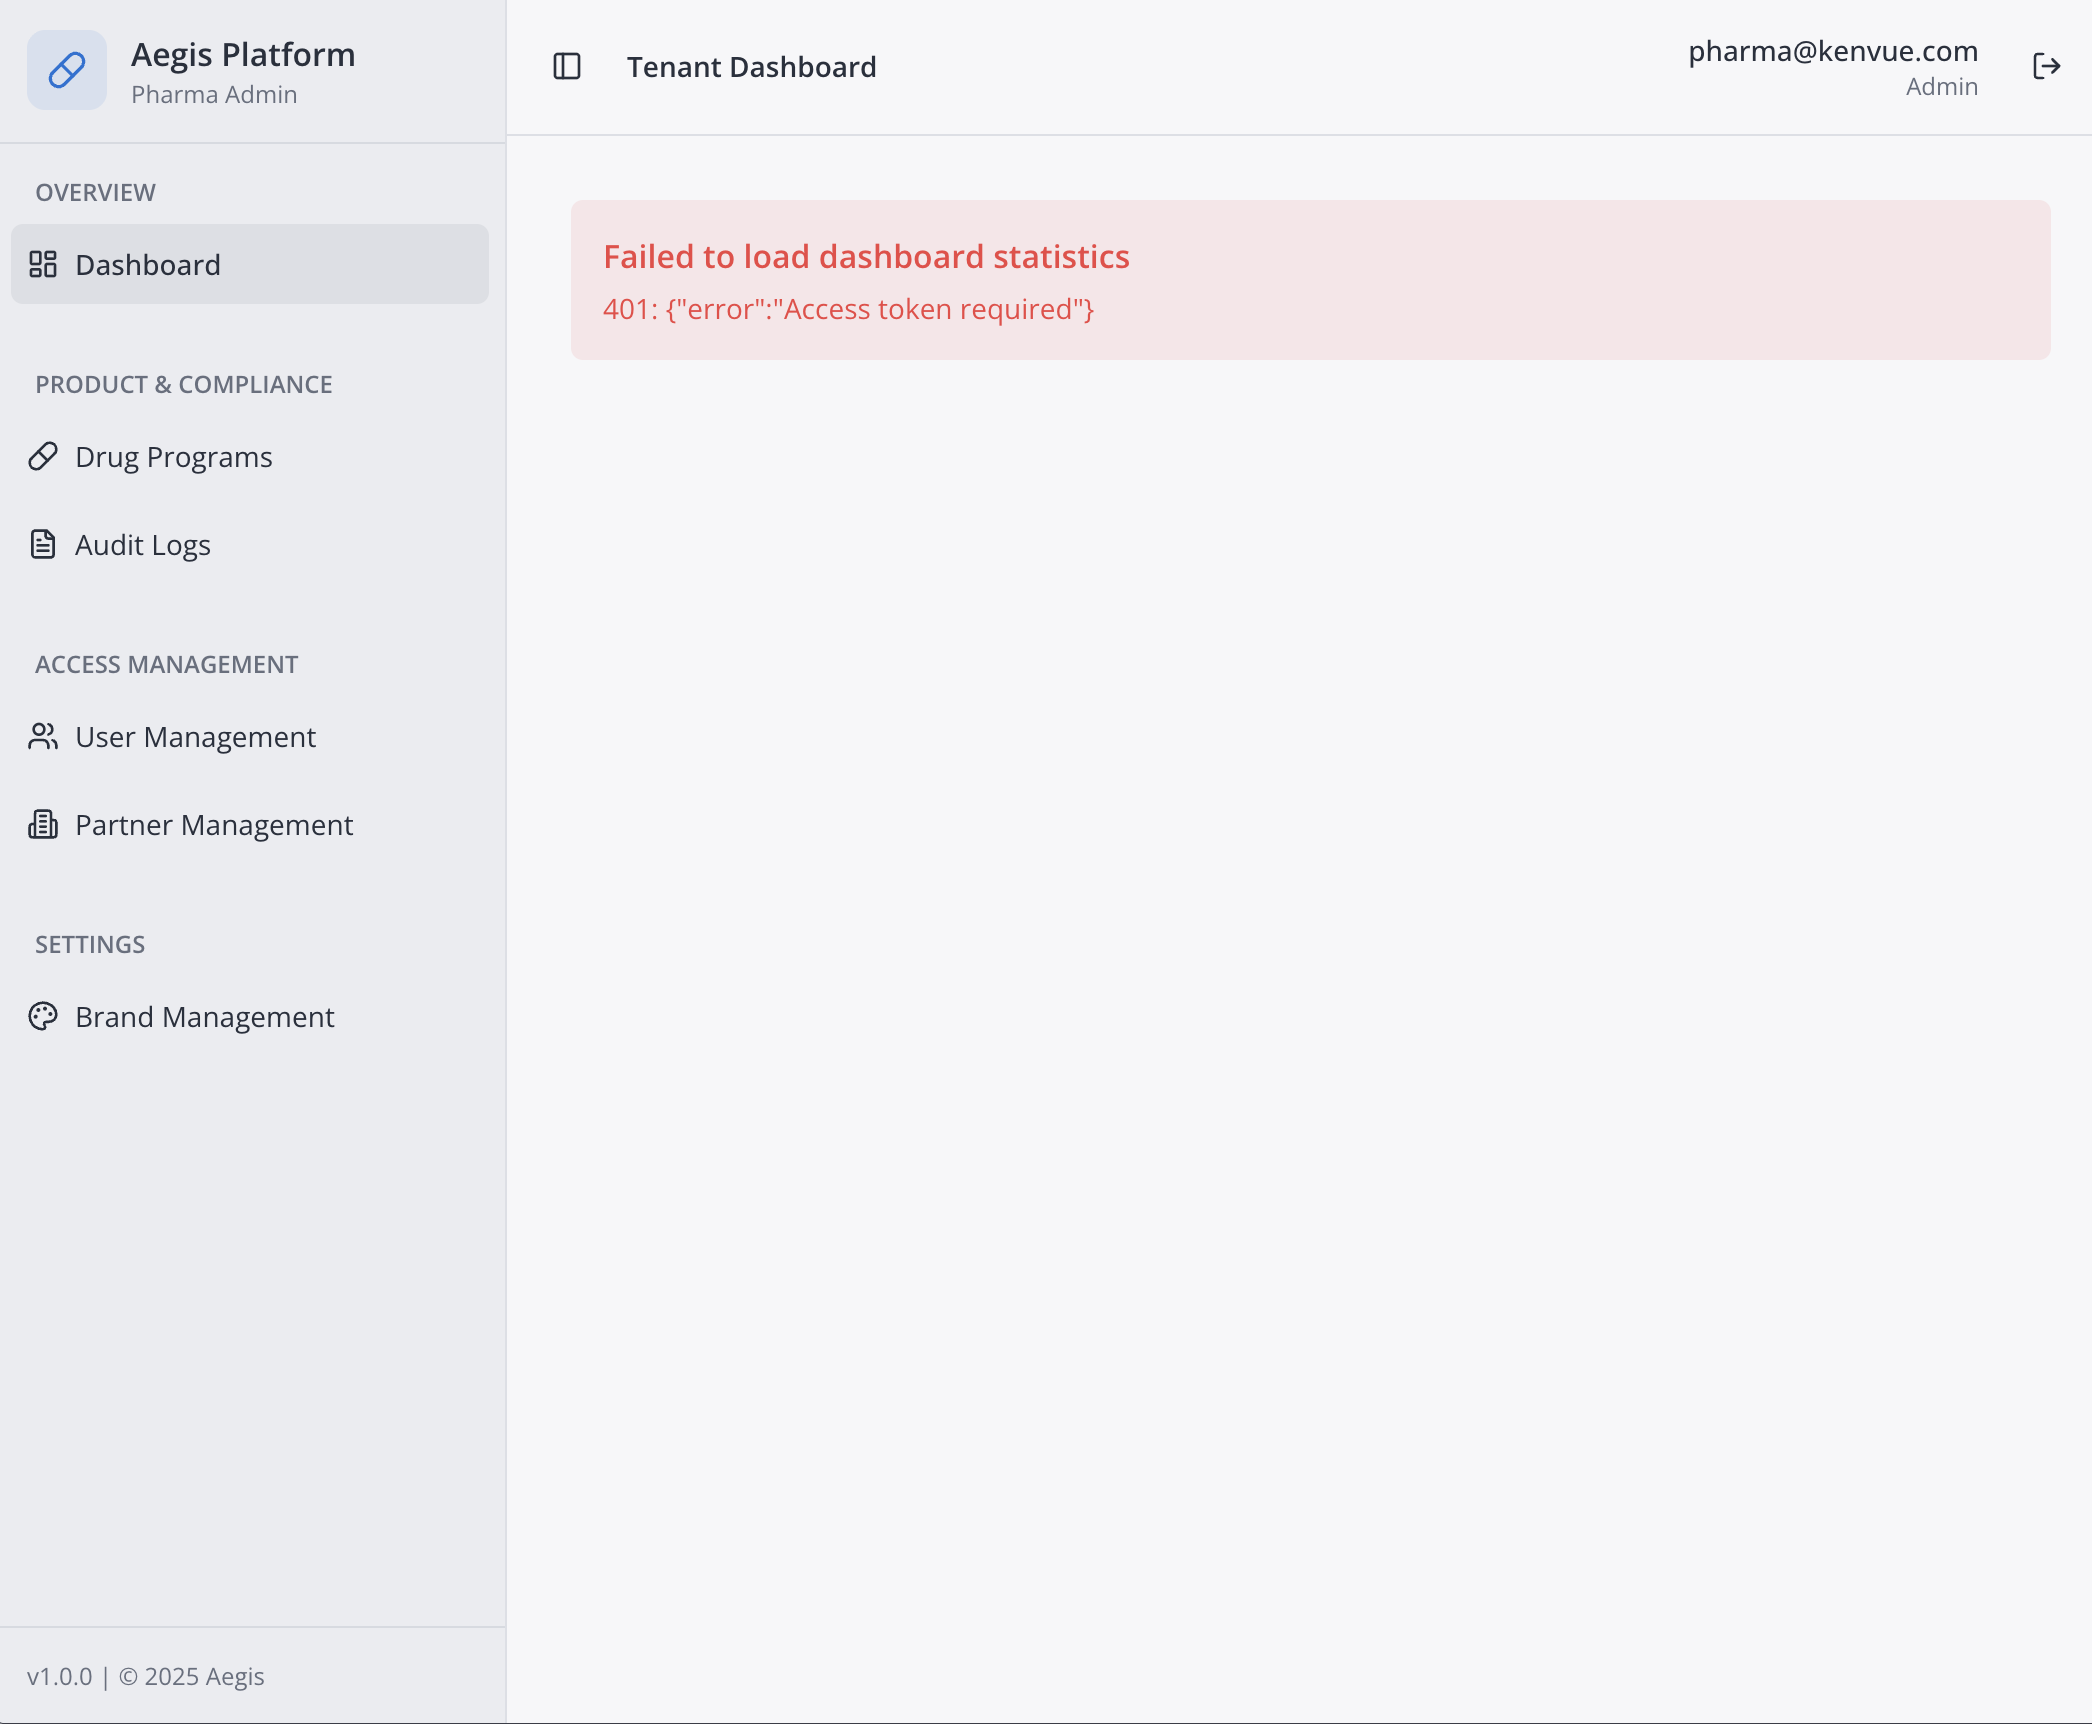 Aegis Platform
Pharma Admin
OVERVIEW
Dashboard
PRODUCT & COMPLIANCE
Drug Programs
Audit Logs
ACCESS MANAGEMENT
User Management
Partner Management
SETTINGS
Brand Management
v1.0.0 | © 2025 Aegis
Tenant Dashboard
pharma@kenvue.com
Admin
Failed to load dashboard statistics
401: {"error":"Access token required"}